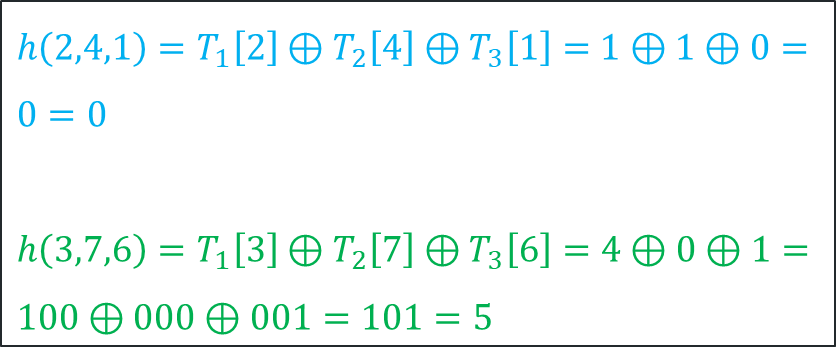 h(2,4,1) = T₁[2] ⊕ T₂[4] ⊕ T₃[1] = 1 ⊕ 1 ⊕ 0 =
0 = 0
h(3,7,6) = T₁[3] ⊕ T₂[7] ⊕ T₃[6] = 4 ⊕ 0 ⊕ 1 =
100 ⊕ 000 ⊕ 001 = 101 = 5